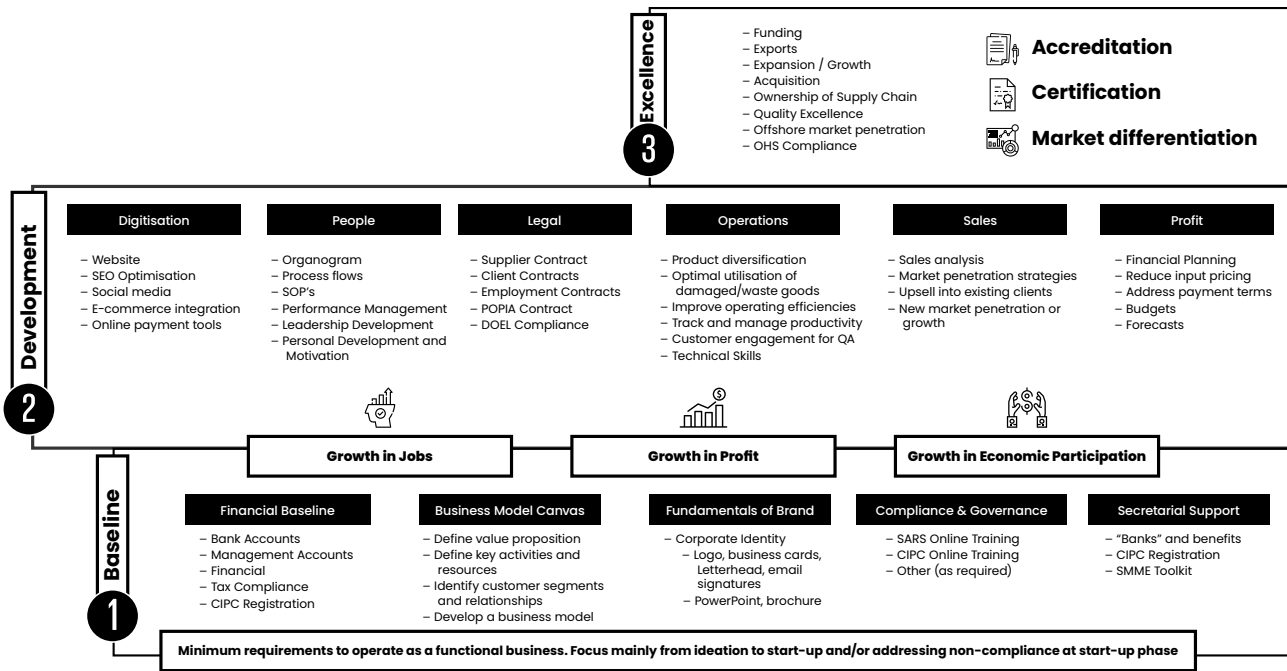 Excellence
3
– Funding
– Exports
– Expansion / Growth
– Acquisition
– Ownership of Supply Chain
– Quality Excellence
– Offshore market penetration
– OHS Compliance
Accreditation
Certification
Market differentiation
Development
2
Digitisation
– Website
– SEO Optimisation
– Social media
– E-commerce integration
– Online payment tools
People
– Organogram
– Process flows
– SOP's
– Performance Management
– Leadership Development
– Personal Development and
Motivation
Legal
– Supplier Contract
– Client Contracts
– Employment Contracts
– POPIA Contract
– DOEL Compliance
Operations
– Product diversification
– Optimal utilisation of
damaged/waste goods
– Improve operating efficiencies
– Track and manage productivity
– Customer engagement for QA
– Technical Skills
Sales
– Sales analysis
– Market penetration strategies
– Upsell into existing clients
– New market penetration or
growth
Profit
– Financial Planning
– Reduce input pricing
– Address payment terms
– Budgets
– Forecasts
$
$
Growth in Jobs
Growth in Profit
Growth in Economic Participation
Baseline
1
Financial Baseline
– Bank Accounts
– Management Accounts
– Financial
– Tax Compliance
– CIPC Registration
Business Model Canvas
– Define value proposition
– Define key activities and
resources
– Identify customer segments
and relationships
– Develop a business model
Fundamentals of Brand
– Corporate Identity
– Logo, business cards,
Letterhead, email
signatures
– PowerPoint, brochure
Compliance & Governance
– SARS Online Training
– CIPC Online Training
– Other (as required)
Secretarial Support
– "Banks" and benefits
– CIPC Registration
– SMME Toolkit
Minimum requirements to operate as a functional business. Focus mainly from ideation to start-up and/or addressing non-compliance at start-up phase